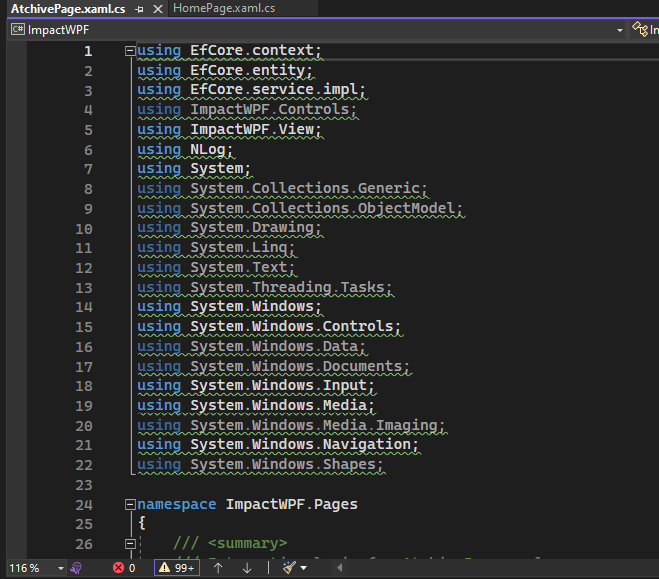 AtchivePage.xaml.cs HomePage.xaml.cs
C# ImpactWPF
1 using EfCore.context;
2 using EfCore.entity;
3 using EfCore.service.impl;
4 using ImpactWPF.Controls;
5 using ImpactWPF.View;
6 using NLog;
7 using System;
8 using System.Collections.Generic;
9 using System.Collections.ObjectModel;
10 using System.Drawing;
11 using System.Linq;
12 using System.Text;
13 using System.Threading.Tasks;
14 using System.Windows;
15 using System.Windows.Controls;
16 using System.Windows.Data;
17 using System.Windows.Documents;
18 using System.Windows.Input;
19 using System.Windows.Media;
20 using System.Windows.Media.Imaging;
21 using System.Windows.Navigation;
22 using System.Windows.Shapes;
23
24 namespace ImpactWPF.Pages
25 {
26 /// <summary>
116 % 0 99+